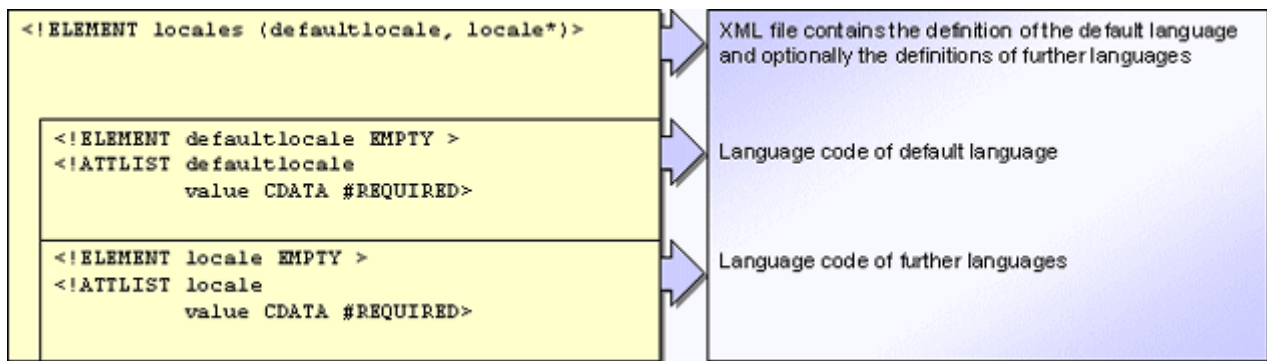 <!ELEMENT locales (defaultlocale, locale*)>
XML file contains the definition of the default language
and optionally the definitions of further languages
<!ELEMENT defaultlocale EMPTY >
<!ATTLIST defaultlocale
value CDATA #REQUIRED>
Language code of default language
<!ELEMENT locale EMPTY >
<!ATTLIST locale
value CDATA #REQUIRED>
Language code of further languages